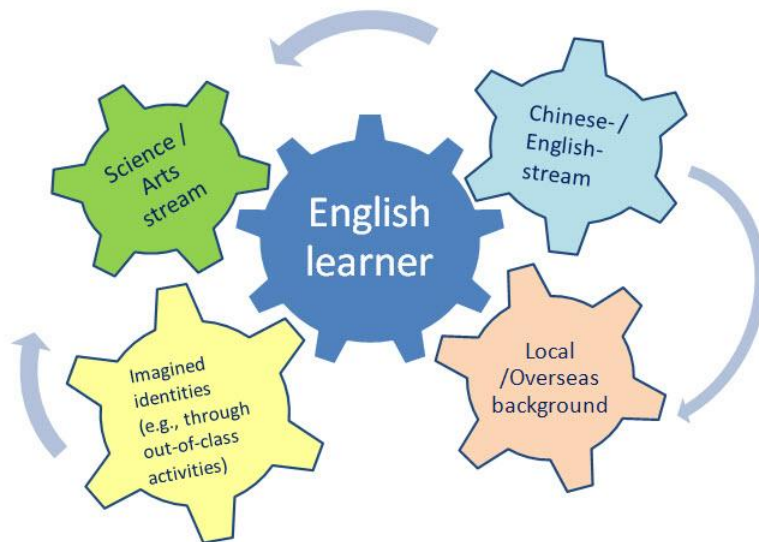 Science /
Arts
stream
Chinese- /
English-
stream
English
learner
Imagined
identities
(e.g., through
out-of-class
activities)
Local
/Overseas
background